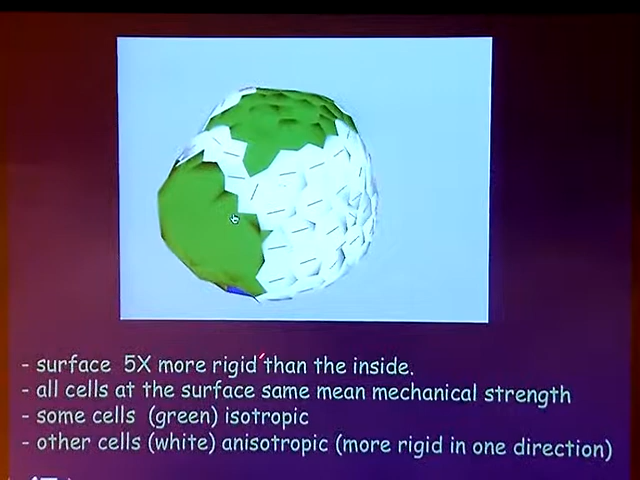 - surface 5X more rigid than the inside.
- all cells at the surface same mean mechanical strength
- some cells (green) isotropic
- other cells (white) anisotropic (more rigid in one direction)